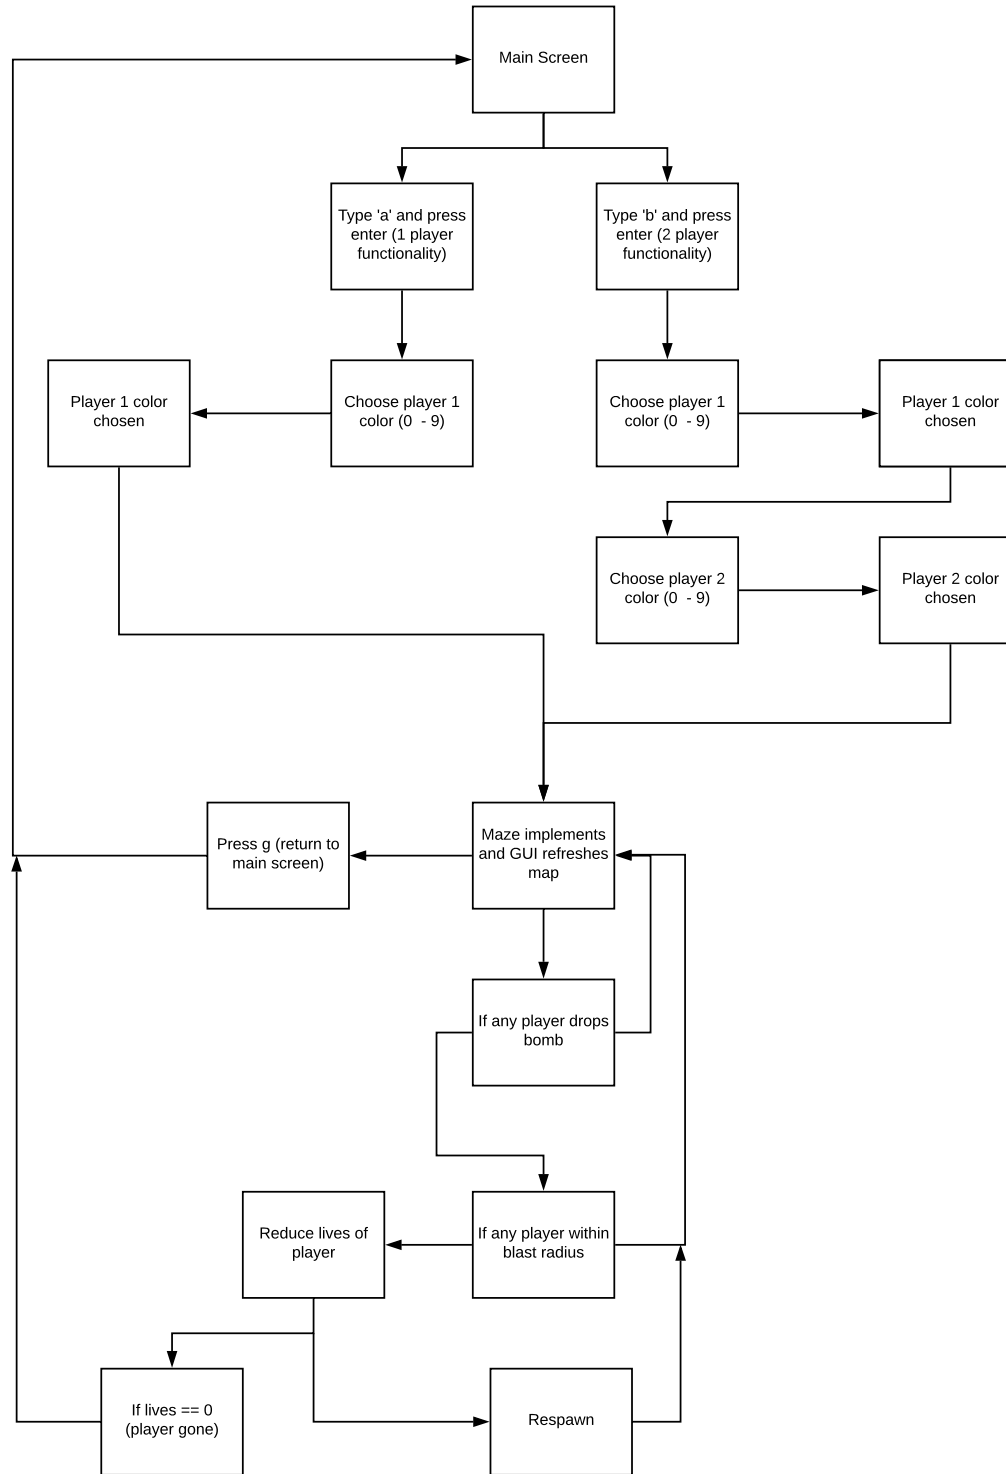 Main Screen
Type 'a' and press
enter (1 player
functionality)
Type 'b' and press
enter (2 player
functionality)
Player 1 color
chosen
Choose player 1
color (0  - 9)
Choose player 1
color (0  - 9)
Player 1 color
chosen
Choose player 2
color (0  - 9)
Player 2 color
chosen
Press g (return to
main screen)
Maze implements
and GUI refreshes
map
If any player drops
bomb
Reduce lives of
player
If any player within
blast radius
If lives == 0
(player gone)
Respawn